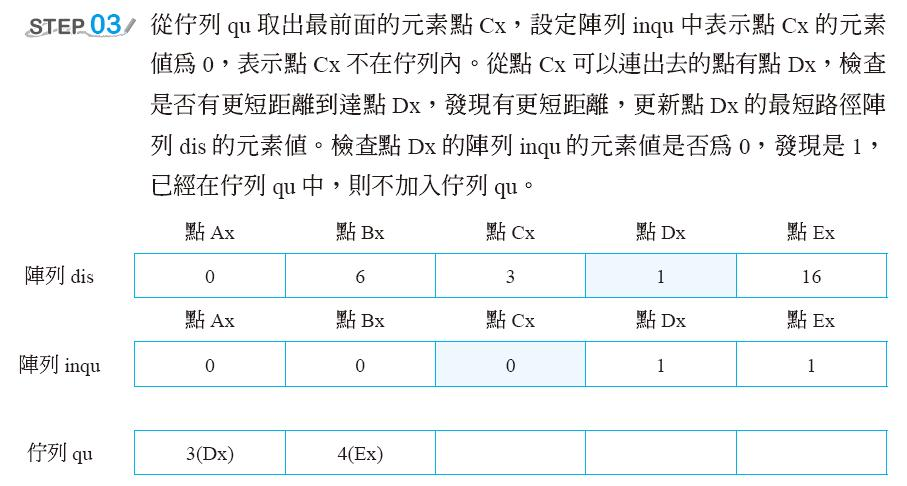 STEP 03 從佇列 qu 取出最前面的元素點 Cx，設定陣列 inqu 中表示點 Cx 的元素
值為 0，表示點 Cx 不在佇列內。從點 Cx 可以連出去的點有點 Dx，檢查
是否有更短距離到達點 Dx，發現有更短距離，更新點 Dx 的最短路徑陣
列 dis 的元素值。檢查點 Dx 的陣列 inqu 的元素值是否為 0，發現是 1，
已經在佇列 qu 中，則不加入佇列 qu。
點 Ax 點 Bx 點 Cx 點 Dx 點 Ex
陣列 dis 0 6 3 1 16
點 Ax 點 Bx 點 Cx 點 Dx 點 Ex
陣列 inqu 0 0 0 1 1
佇列 qu 3(Dx) 4(Ex)